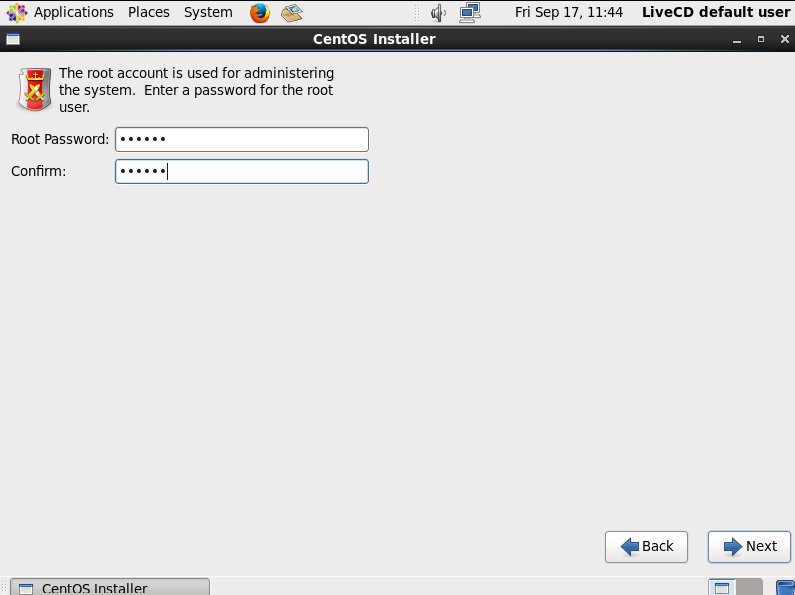 Applications Places System Fri Sep 17, 11:44 LiveCD default user
CentOS Installer
The root account is used for administering
the system. Enter a password for the root
user.
Root Password: ••••••
Confirm: ••••••
Back Next
CentOS Installer